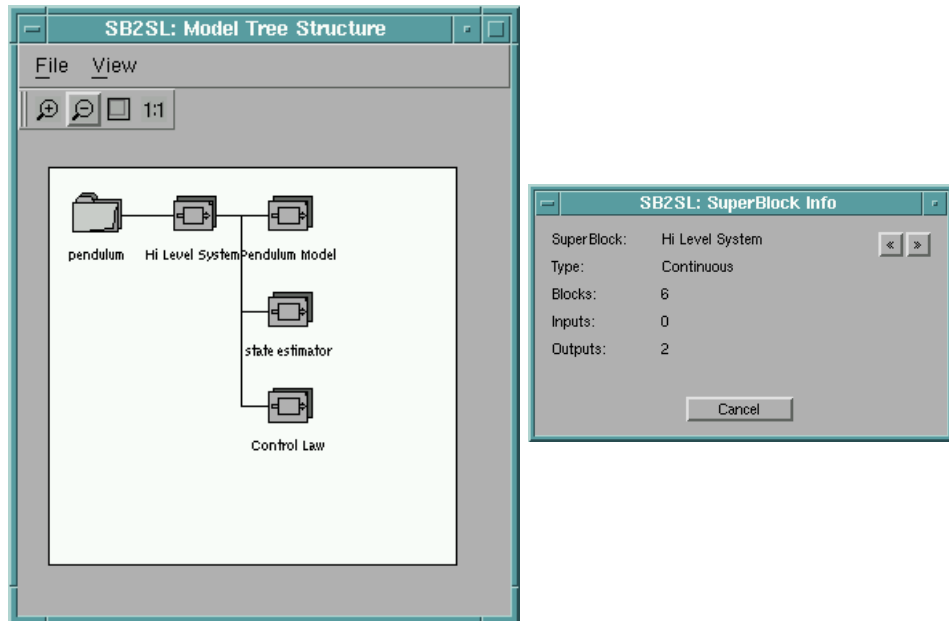 SB2SL: Model Tree Structure
File View
1:1
pendulum Hi Level System Pendulum Model
state estimator
Control Law
SB2SL: SuperBlock Info
SuperBlock: Hi Level System
« »
Type: Continuous
Blocks: 6
Inputs: 0
Outputs: 2
Cancel